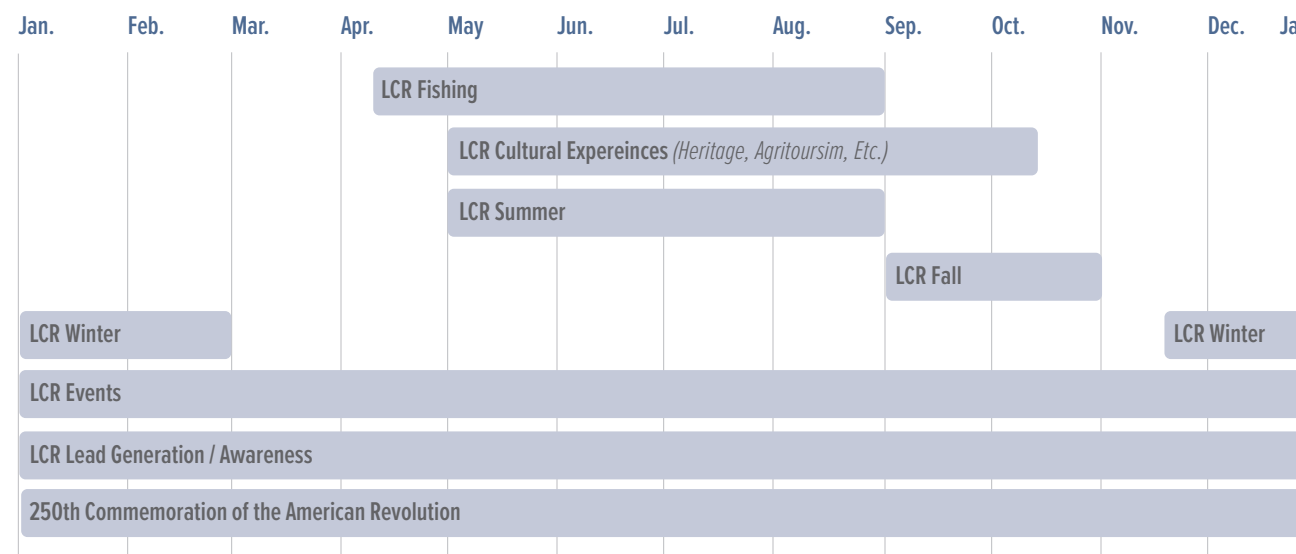 Jan. Feb. Mar. Apr. May Jun. Jul. Aug. Sep. Oct. Nov. Dec. Ja
LCR Fishing
LCR Cultural Expereinces (Heritage, Agritoursim, Etc.)
LCR Summer
LCR Fall
LCR Winter LCR Winter
LCR Events
LCR Lead Generation / Awareness
250th Commemoration of the American Revolution